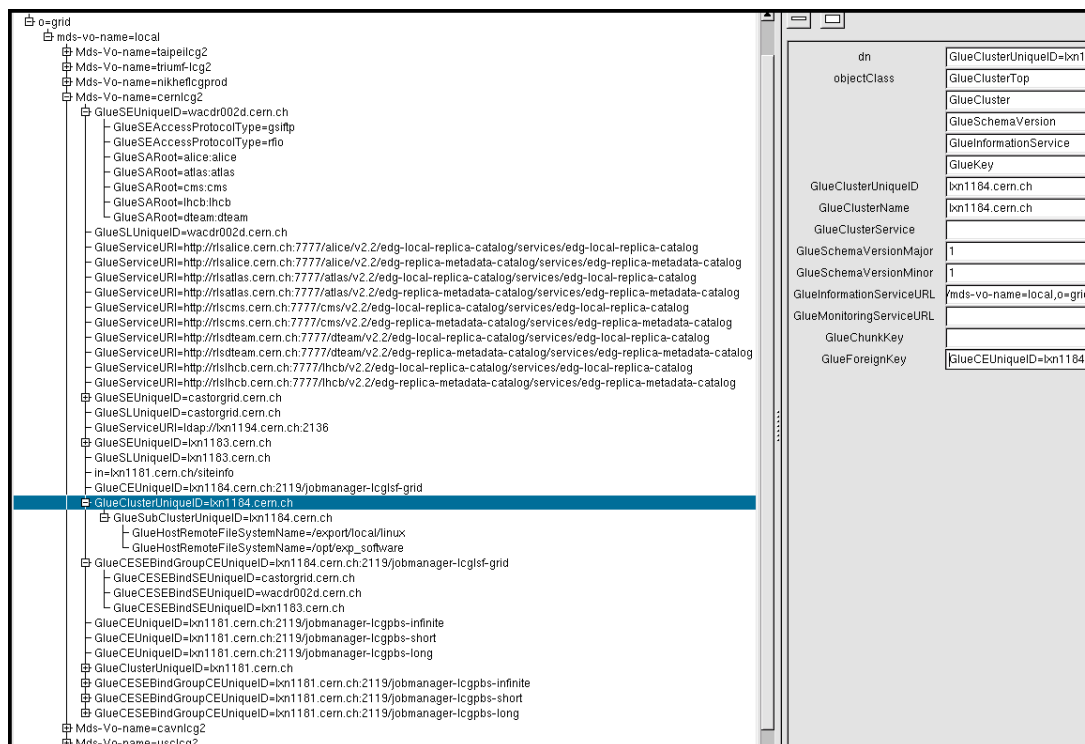 o=grid
mds-vo-name=local
Mds-Vo-name=taipeilcg2
Mds-Vo-name=triumf-lcg2
Mds-Vo-name=nikheflcgprod
Mds-Vo-name=cernlcg2
GlueSEUniqueID=wacdr002d.cern.ch
GlueSEAccessProtocolType=gsiftp
GlueSEAccessProtocolType=rfio
GlueSARoot=alice:alice
GlueSARoot=atlas:atlas
GlueSARoot=cms:cms
GlueSARoot=lhcb:lhcb
GlueSARoot=dteam:dteam
GlueSLUniqueID=wacdr002d.cern.ch
GlueServiceURI=http://rlsalice.cern.ch:7777/alice/v2.2/edg-local-replica-catalog/services/edg-local-replica-catalog
GlueServiceURI=http://rlsalice.cern.ch:7777/alice/v2.2/edg-replica-metadata-catalog/services/edg-replica-metadata-catalog
GlueServiceURI=http://rlsatlas.cern.ch:7777/atlas/v2.2/edg-local-replica-catalog/services/edg-local-replica-catalog
GlueServiceURI=http://rlsatlas.cern.ch:7777/atlas/v2.2/edg-replica-metadata-catalog/services/edg-replica-metadata-catalog
GlueServiceURI=http://rlscms.cern.ch:7777/cms/v2.2/edg-local-replica-catalog/services/edg-local-replica-catalog
GlueServiceURI=http://rlscms.cern.ch:7777/cms/v2.2/edg-replica-metadata-catalog/services/edg-replica-metadata-catalog
GlueServiceURI=http://rlsdteam.cern.ch:7777/dteam/v2.2/edg-local-replica-catalog/services/edg-local-replica-catalog
GlueServiceURI=http://rlsdteam.cern.ch:7777/dteam/v2.2/edg-replica-metadata-catalog/services/edg-replica-metadata-catalog
GlueServiceURI=http://rlslhcb.cern.ch:7777/lhcb/v2.2/edg-local-replica-catalog/services/edg-local-replica-catalog
GlueServiceURI=http://rlslhcb.cern.ch:7777/lhcb/v2.2/edg-replica-metadata-catalog/services/edg-replica-metadata-catalog
GlueSEUniqueID=castorgrid.cern.ch
GlueSLUniqueID=castorgrid.cern.ch
GlueServiceURI=ldap://lxn1194.cern.ch:2136
GlueSEUniqueID=lxn1183.cern.ch
GlueSLUniqueID=lxn1183.cern.ch
in=lxn1181.cern.ch/siteinfo
GlueCEUniqueID=lxn1184.cern.ch:2119/jobmanager-lcglsf-grid
GlueClusterUniqueID=lxn1184.cern.ch
GlueSubClusterUniqueID=lxn1184.cern.ch
GlueHostRemoteFileSystemName=/export/local/linux
GlueHostRemoteFileSystemName=/opt/exp_software
GlueCESEBindGroupCEUniqueID=lxn1184.cern.ch:2119/jobmanager-lcglsf-grid
GlueCESEBindSEUniqueID=castorgrid.cern.ch
GlueCESEBindSEUniqueID=wacdr002d.cern.ch
GlueCESEBindSEUniqueID=lxn1183.cern.ch
GlueCEUniqueID=lxn1181.cern.ch:2119/jobmanager-lcgpbs-infinite
GlueCEUniqueID=lxn1181.cern.ch:2119/jobmanager-lcgpbs-short
GlueCEUniqueID=lxn1181.cern.ch:2119/jobmanager-lcgpbs-long
GlueClusterUniqueID=lxn1181.cern.ch
GlueCESEBindGroupCEUniqueID=lxn1181.cern.ch:2119/jobmanager-lcgpbs-infinite
GlueCESEBindGroupCEUniqueID=lxn1181.cern.ch:2119/jobmanager-lcgpbs-short
GlueCESEBindGroupCEUniqueID=lxn1181.cern.ch:2119/jobmanager-lcgpbs-long
Mds-Vo-name=cavnlcg2
Mds-Vo-name=usclcg2
dn GlueClusterUniqueID=lxn1
objectClass GlueClusterTop
GlueCluster
GlueSchemaVersion
GlueInformationService
GlueKey
GlueClusterUniqueID lxn1184.cern.ch
GlueClusterName lxn1184.cern.ch
GlueClusterService
GlueSchemaVersionMajor 1
GlueSchemaVersionMinor 1
GlueInformationServiceURL /mds-vo-name=local,o=grid
GlueMonitoringServiceURL
GlueChunkKey
GlueForeignKey GlueCEUniqueID=lxn1184